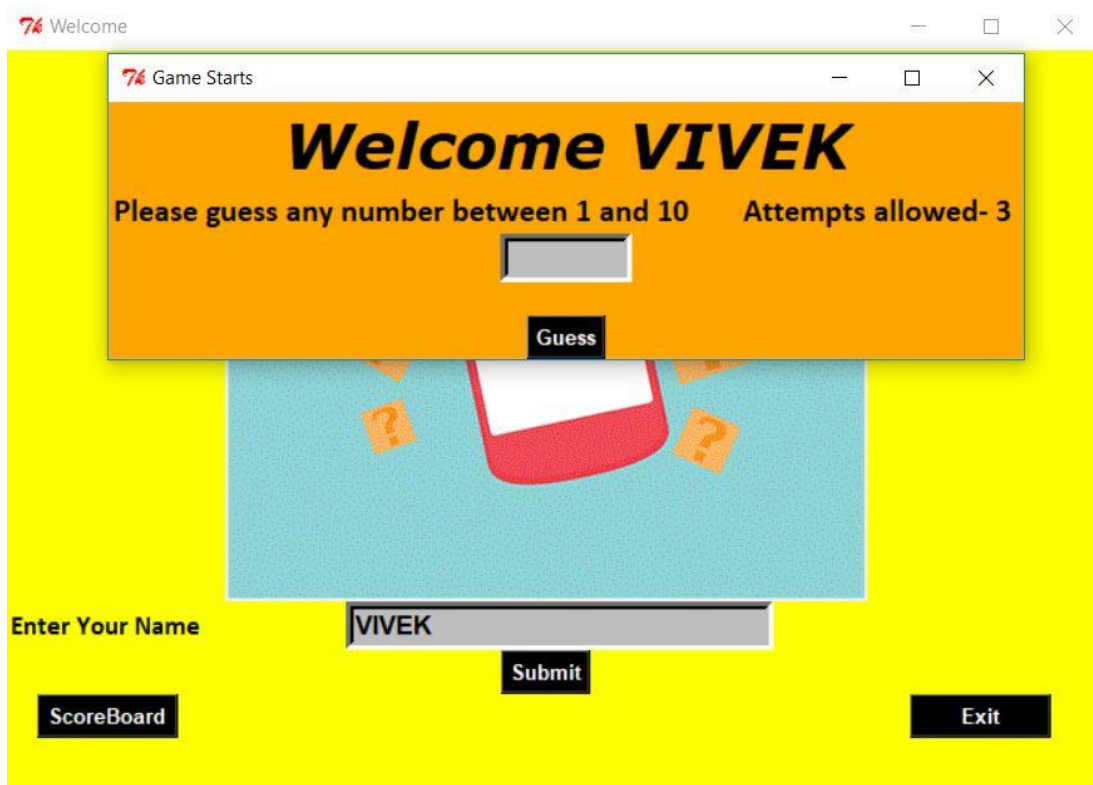 Welcome
Game Starts
Welcome VIVEK
Please guess any number between 1 and 10 Attempts allowed- 3
Guess
?
?
Enter Your Name VIVEK
Submit
ScoreBoard Exit